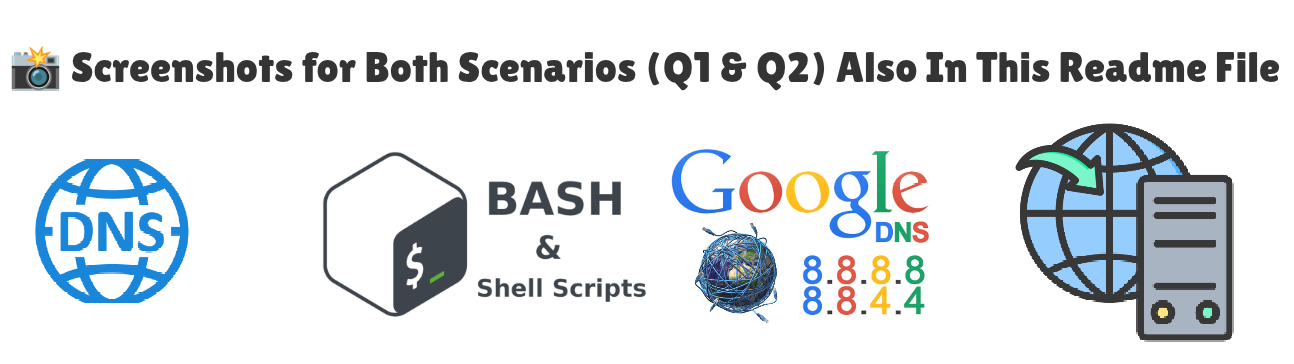 📸 Screenshots for Both Scenarios (Q1 & Q2) Also In This Readme File
DNS
$_
BASH
&
Shell Scripts
Google
DNS
8.8.8.8
8.8.4.4